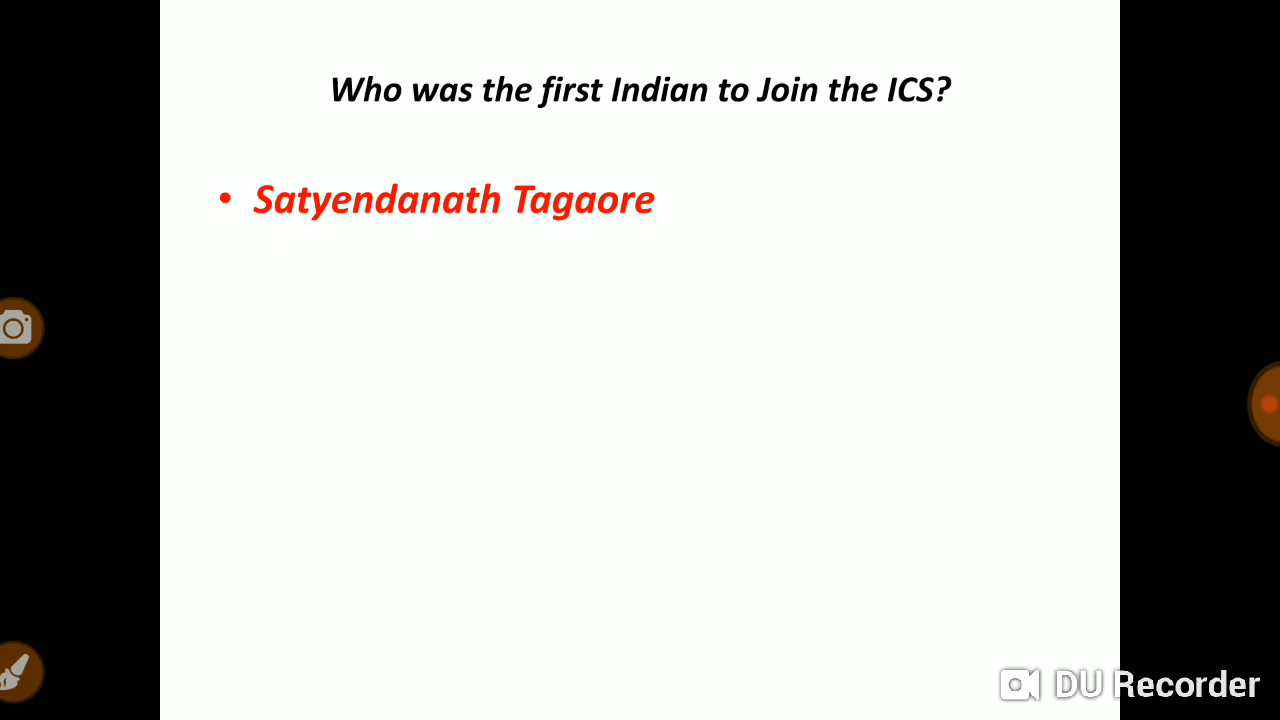 Who was the first Indian to Join the ICS?
• Satyendanath Tagaore
DU Recorder